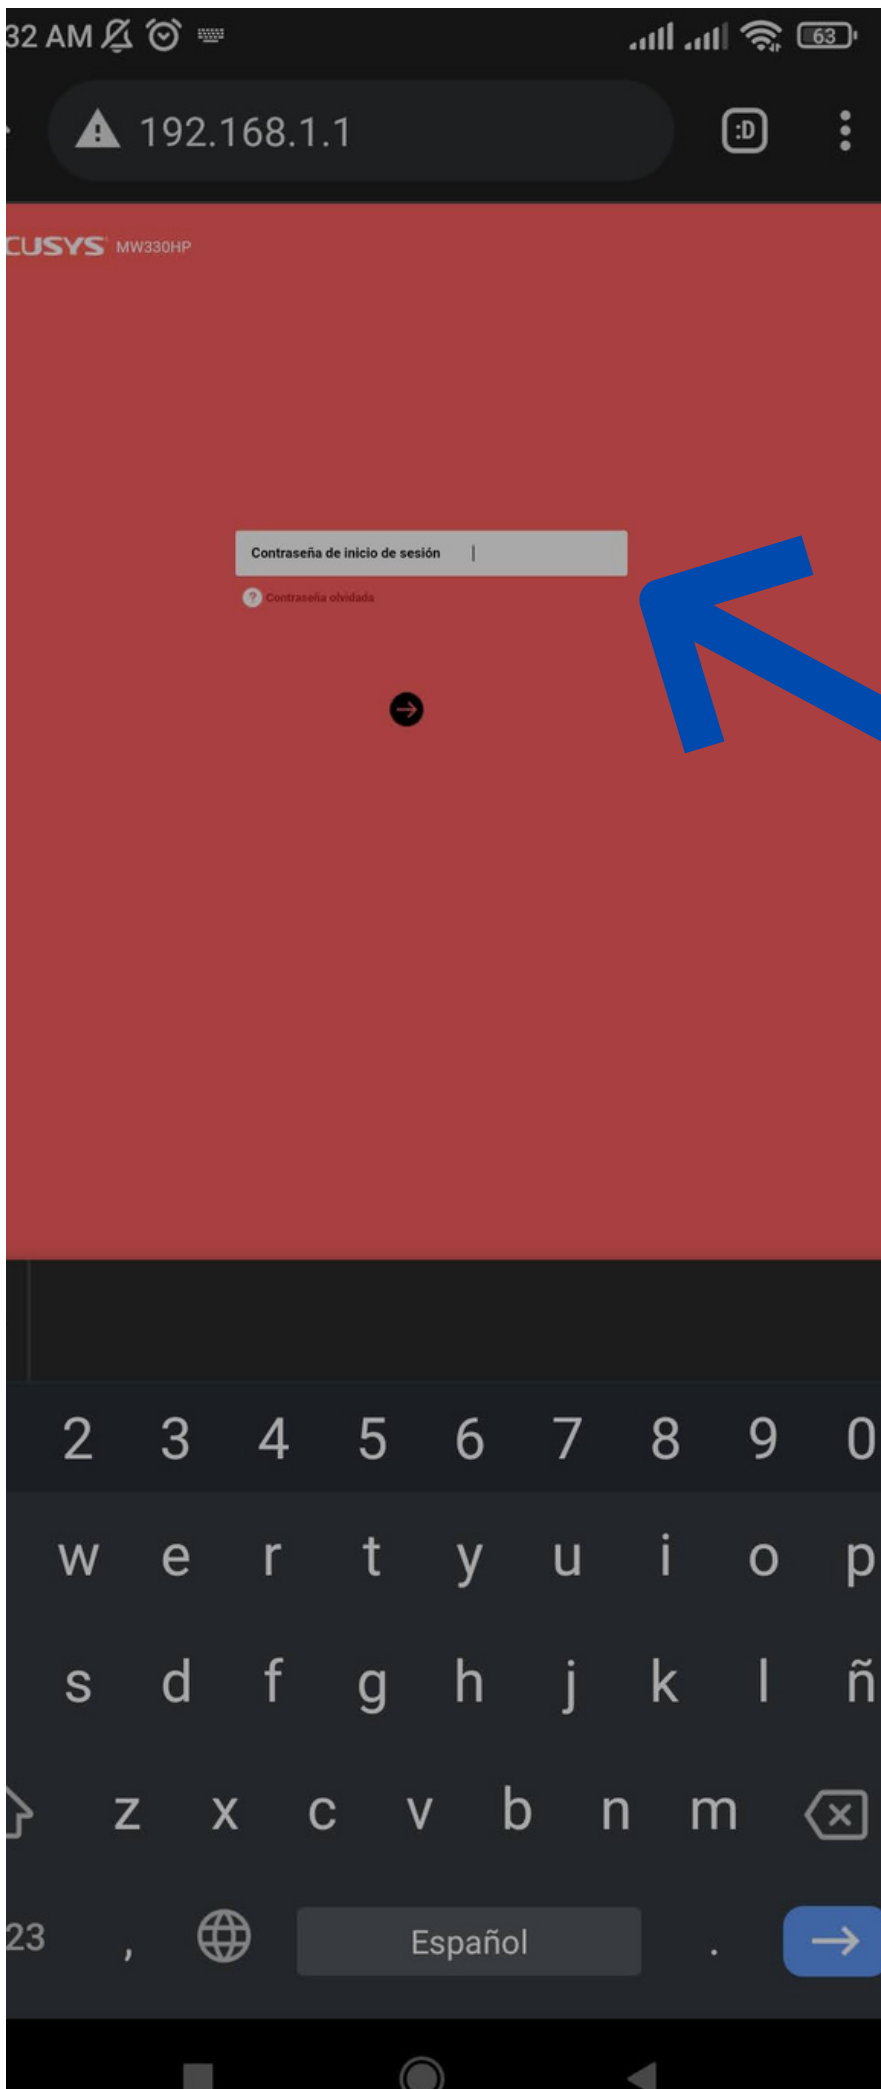 32 AM
63
192.168.1.1
:D
CUSYS MW330HP
Contraseña de inicio de sesión
? Contraseña olvidada
2 3 4 5 6 7 8 9 0
w e r t y u i o p
s d f g h j k l ñ
z x c v b n m
23 , Español .